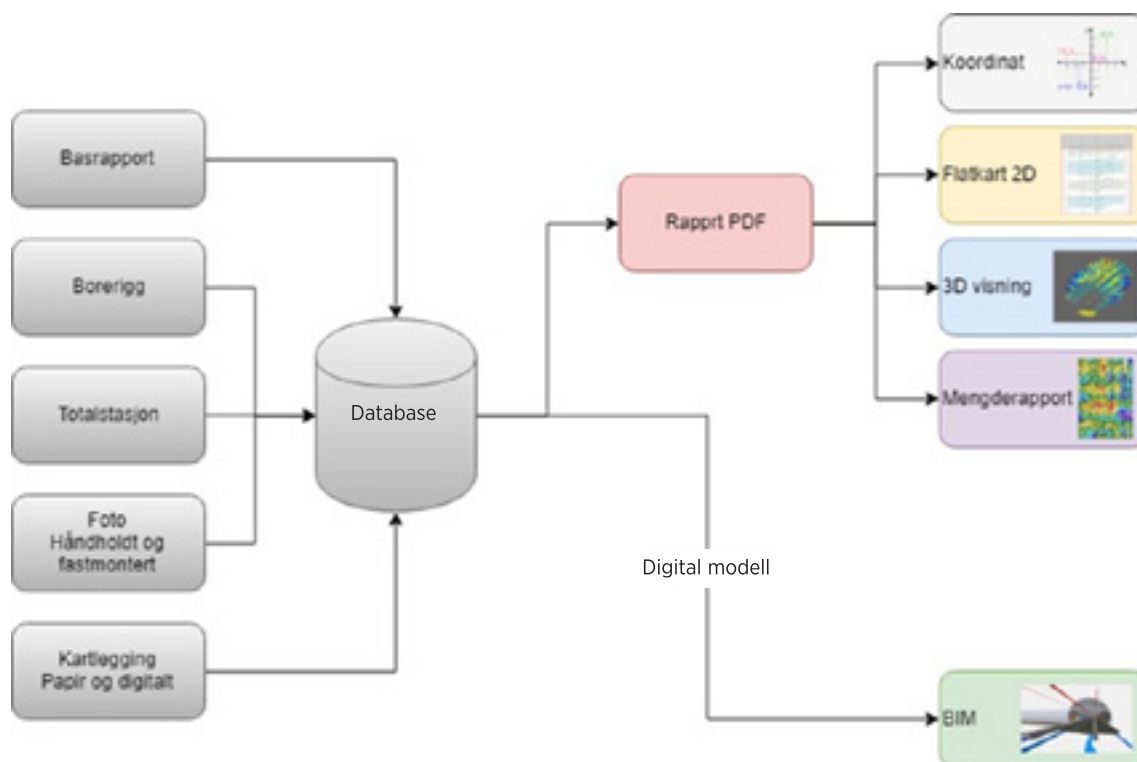 Basrapport
Borerigg
Totalstasjon
Foto
Håndholdt og
fastmontert
Kartlegging
Papir og digitalt
Database
Rapprt PDF
Digital modell
Koordinat
Flatkart 2D
3D visning
Mengderapport
BIM